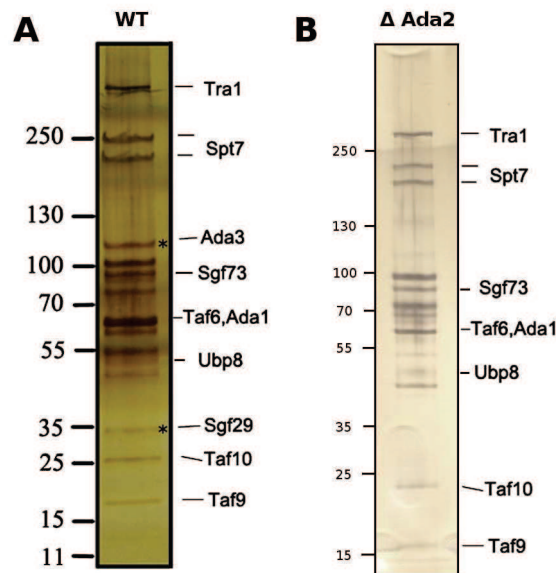 A
WT
Tra1
250
Spt7
130
Ada3
*
100
Sgf73
70
Taf6,Ada1
55
Ubp8
35
Sgf29
*
25
Taf10
Taf9
15
11
B
Δ Ada2
Tra1
250
Spt7
130
100
Sgf73
70
Taf6,Ada1
55
Ubp8
35
25
Taf10
Taf9
15